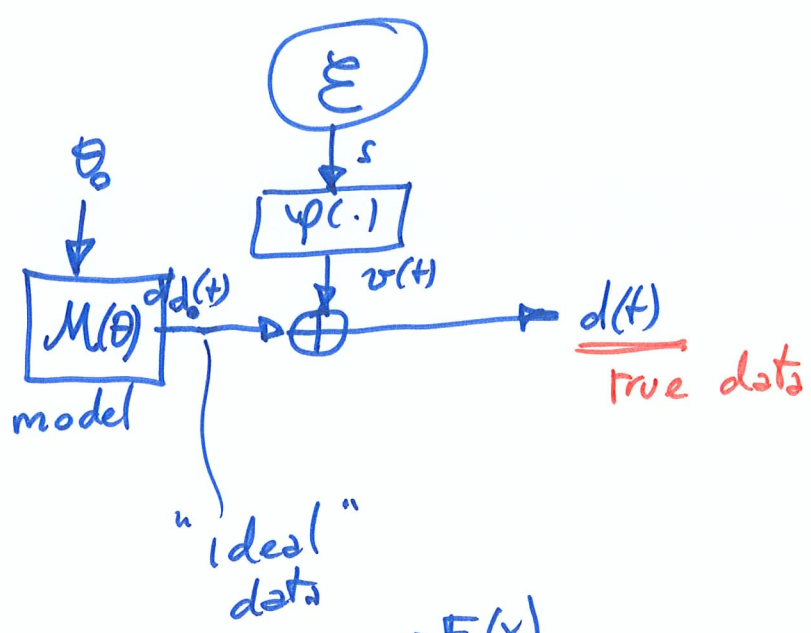 ξ
s
θ₀
φ(·)
v(t)
d₀(t)
M(θ)
d(t)
true data
model
"ideal"
data